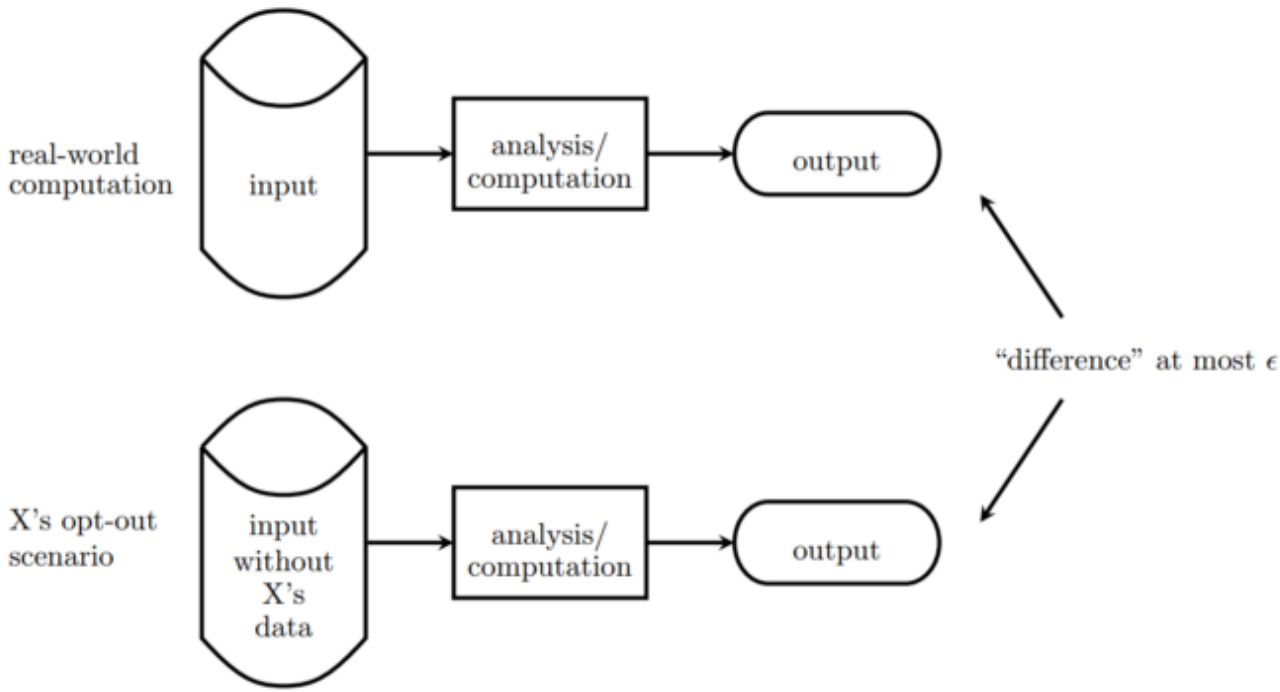 real-world
computation
input
analysis/
computation
output
“difference” at most ϵ
X’s opt-out
scenario
input
without
X’s
data
analysis/
computation
output